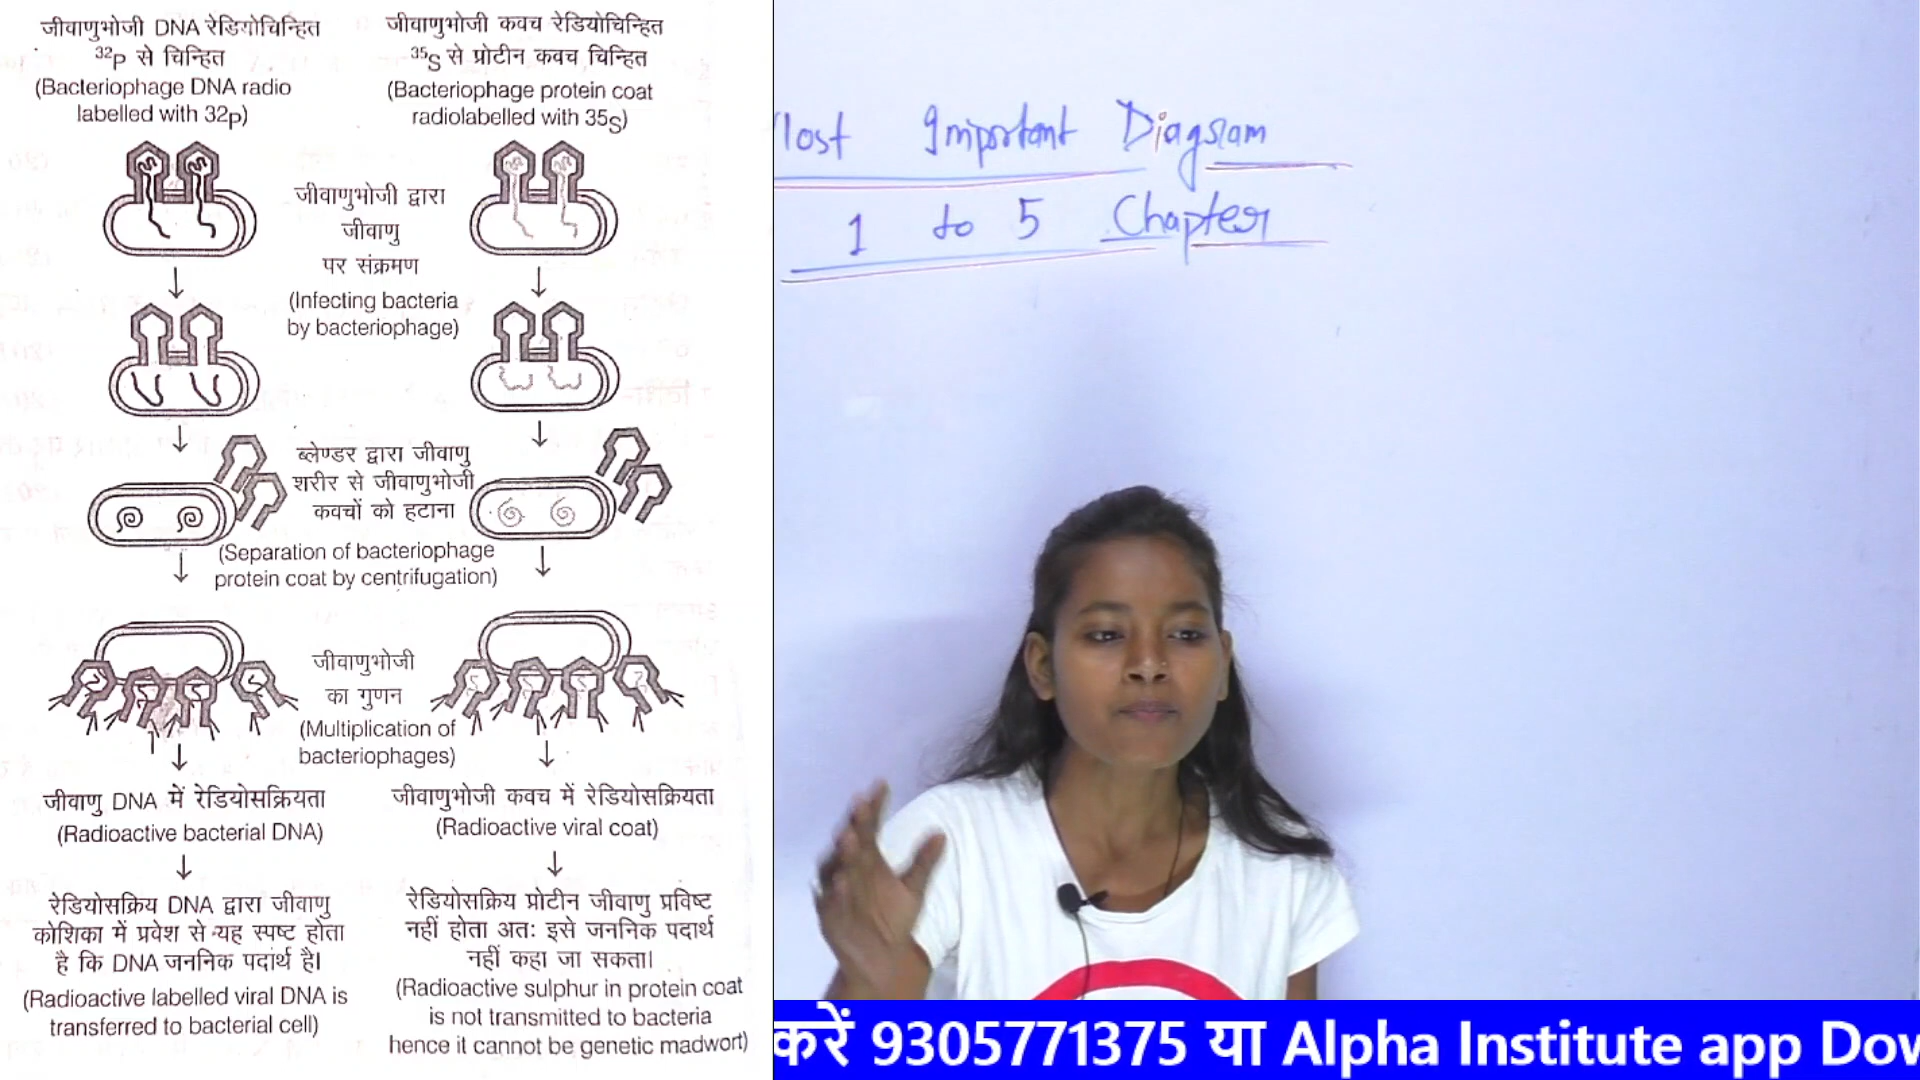 जीवाणुभोजी DNA रेडियोचिन्हित
³²P से चिन्हित
(Bacteriophage DNA radio
labelled with 32p)
जीवाणुभोजी कवच रेडियोचिन्हित
³⁵S से प्रोटीन कवच चिन्हित
(Bacteriophage protein coat
radiolabelled with 35s)
जीवाणुभोजी द्वारा
जीवाणु
पर संक्रमण
(Infecting bacteria
by bacteriophage)
ब्लेण्डर द्वारा जीवाणु
शरीर से जीवाणुभोजी
कवचों को हटाना
(Separation of bacteriophage
protein coat by centrifugation)
जीवाणुभोजी
का गुणन
(Multiplication of
bacteriophages)
जीवाणु DNA में रेडियोसक्रियता
(Radioactive bacterial DNA)
रेडियोसक्रिय DNA द्वारा जीवाणु
कोशिका में प्रवेश से यह स्पष्ट होता
है कि DNA जननिक पदार्थ है।
(Radioactive labelled viral DNA is
transferred to bacterial cell)
जीवाणुभोजी कवच में रेडियोसक्रियता
(Radioactive viral coat)
रेडियोसक्रिय प्रोटीन जीवाणु प्रविष्ट
नहीं होता अतः इसे जननिक पदार्थ
नहीं कहा जा सकता।
(Radioactive sulphur in protein coat
is not transmitted to bacteria
hence it cannot be genetic madwort)
lost Important Diagram
1 to 5 Chapter
करें 9305771375 या Alpha Institute app Dow